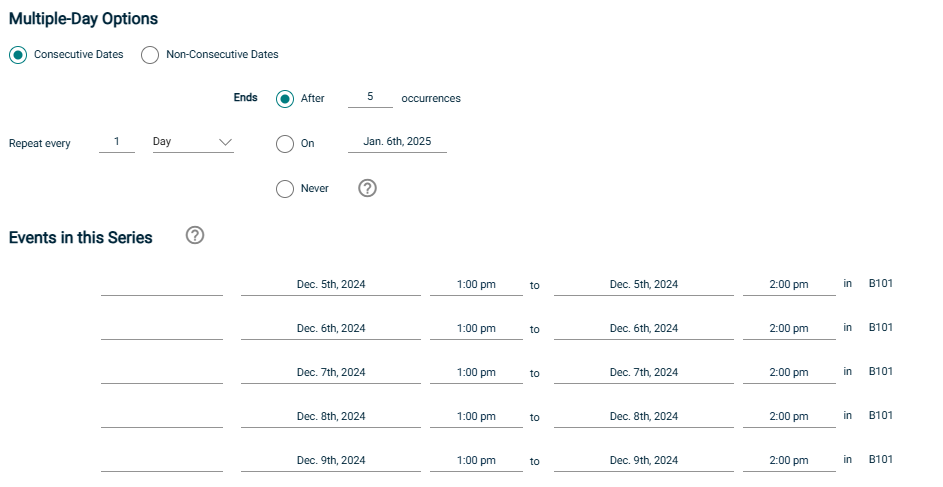 Multiple-Day Options
Consecutive Dates Non-Consecutive Dates
Ends After 5 occurrences
Repeat every 1 Day On Jan. 6th, 2025
Never ?
Events in this Series ?
Dec. 5th, 2024 1:00 pm to Dec. 5th, 2024 2:00 pm in B101
Dec. 6th, 2024 1:00 pm to Dec. 6th, 2024 2:00 pm in B101
Dec. 7th, 2024 1:00 pm to Dec. 7th, 2024 2:00 pm in B101
Dec. 8th, 2024 1:00 pm to Dec. 8th, 2024 2:00 pm in B101
Dec. 9th, 2024 1:00 pm to Dec. 9th, 2024 2:00 pm in B101